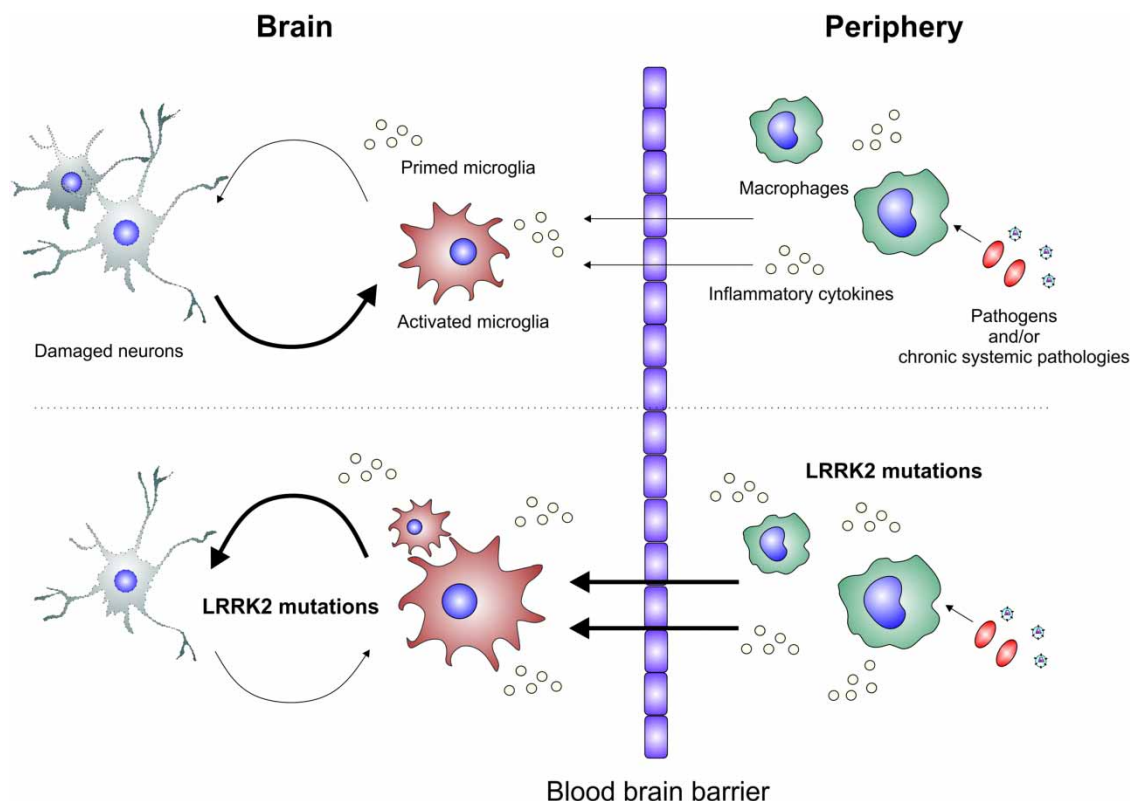 Brain
Periphery
Primed microglia
Macrophages
Activated microglia
Inflammatory cytokines
Damaged neurons
Pathogens
and/or
chronic systemic pathologies
LRRK2 mutations
LRRK2 mutations
Blood brain barrier